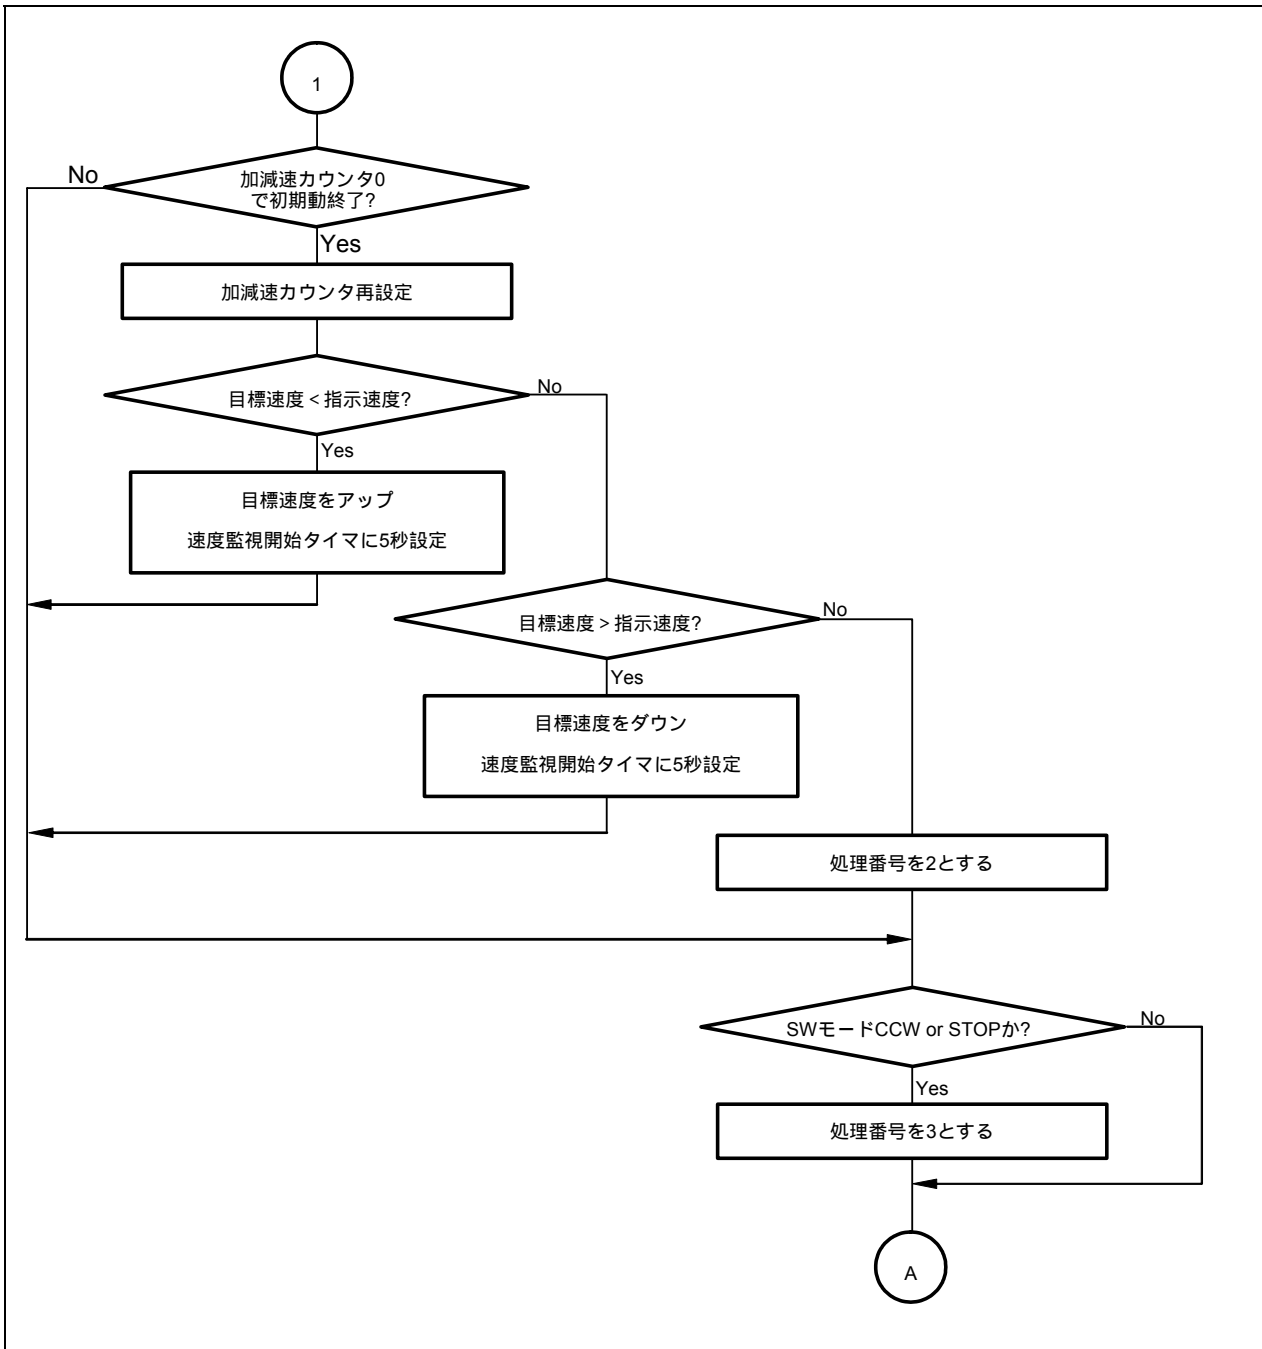 1
No
加減速カウンタ0
で初期動終了?
Yes
加減速カウンタ再設定
目標速度<指示速度?
No
Yes
目標速度をアップ
速度監視開始タイマに5秒設定
目標速度>指示速度?
No
Yes
目標速度をダウン
速度監視開始タイマに5秒設定
処理番号を2とする
SWモードCCW or STOPか?
No
Yes
処理番号を3とする
A